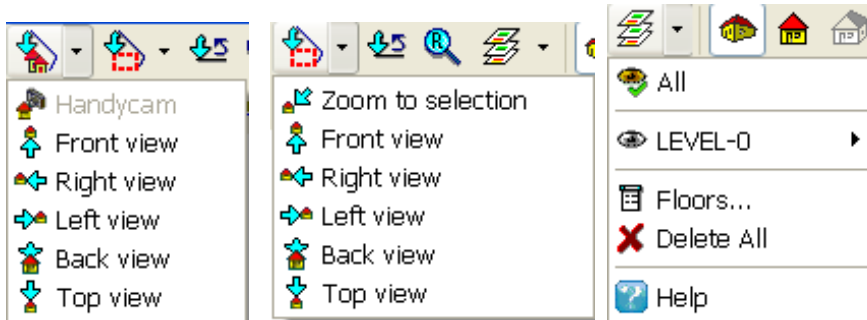 Handycam
Front view
Right view
Left view
Back view
Top view
R
Zoom to selection
Front view
Right view
Left view
Back view
Top view
All
LEVEL-0
Floors...
Delete All
? Help